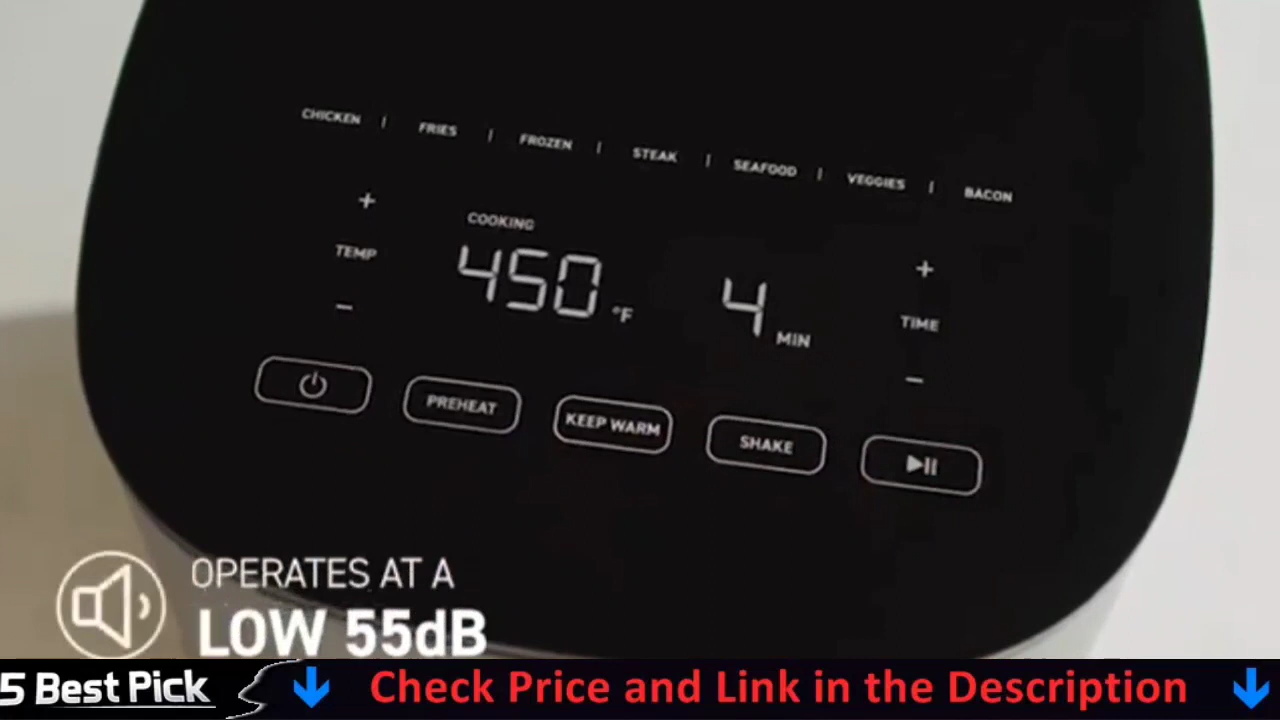 CHICKEN | FRIES | FROZEN | STEAK | SEAFOOD | VEGGIES | BACON
+ COOKING +
TEMP 450 °F 4 MIN TIME
- -
PREHEAT KEEP WARM SHAKE
OPERATES AT A
LOW 55dB
5 Best Pick Check Price and Link in the Description